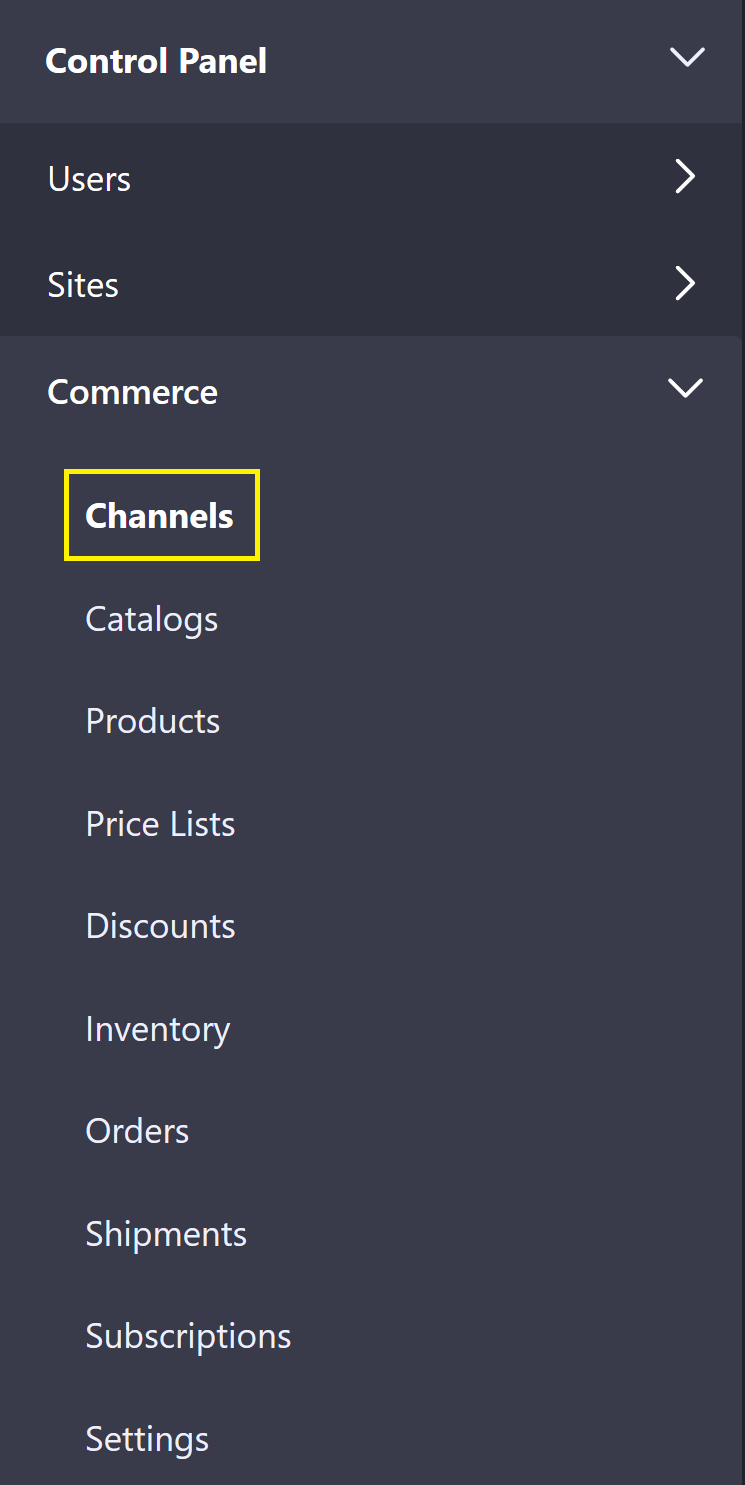 Control Panel
Users
Sites
Commerce
Channels
Catalogs
Products
Price Lists
Discounts
Inventory
Orders
Shipments
Subscriptions
Settings